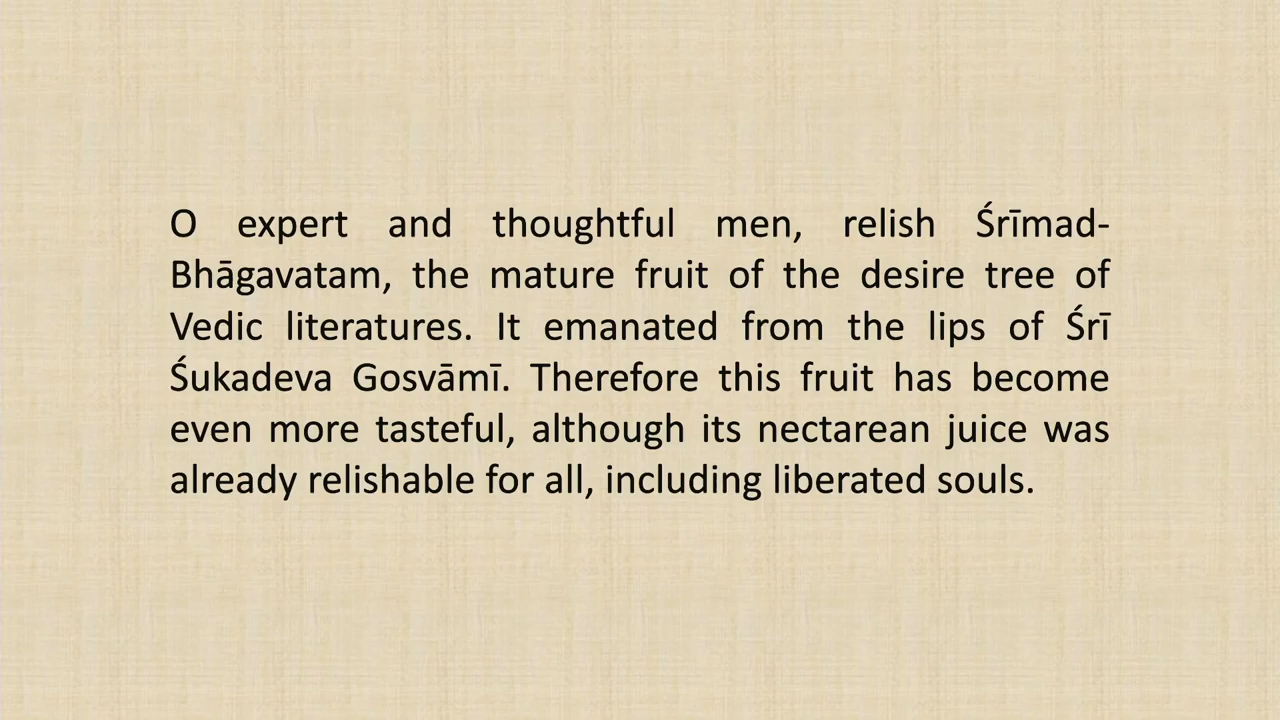 O expert and thoughtful men, relish Śrīmad-
Bhāgavatam, the mature fruit of the desire tree of
Vedic literatures. It emanated from the lips of Śrī
Śukadeva Gosvāmī. Therefore this fruit has become
even more tasteful, although its nectarean juice was
already relishable for all, including liberated souls.